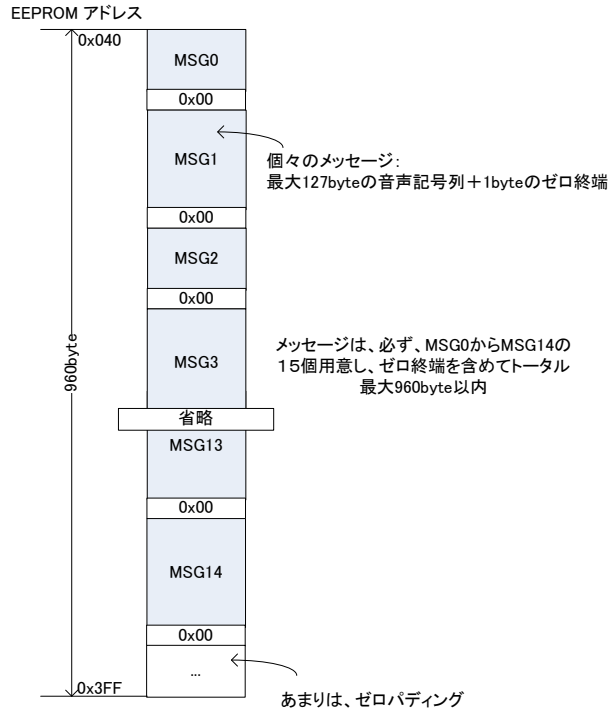 EEPROM アドレス
0x040
MSG0
0x00
MSG1
個々のメッセージ:
最大127byteの音声記号列+1byteのゼロ終端
0x00
MSG2
0x00
960byte
MSG3
メッセージは、必ず、MSG0からMSG14の
15個用意し、ゼロ終端を含めてトータル
最大960byte以内
省略
MSG13
0x00
MSG14
0x00
...
0x3FF
あまりは、ゼロパディング